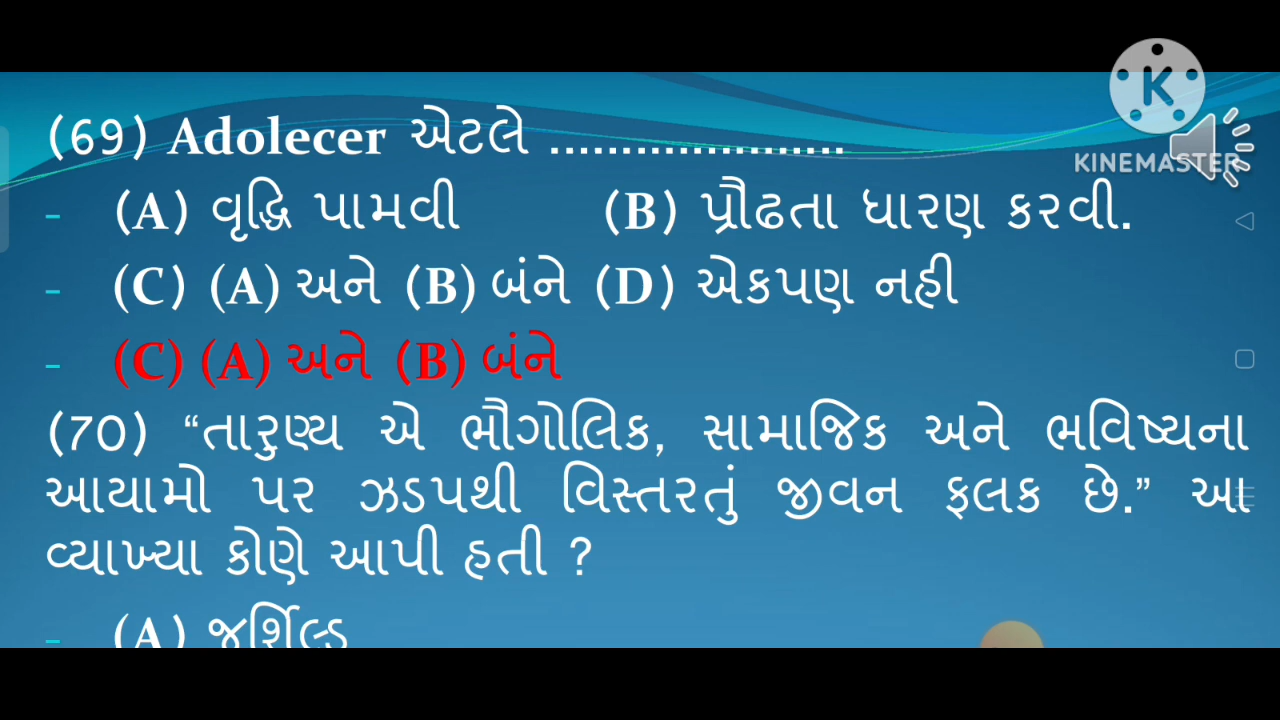 (69) Adolecer એટલે .....................
- (A) વૃદ્ધિ પામવી (B) પ્રૌઢતા ધારણ કરવી.
- (C) (A) અને (B) બંને (D) એકપણ નહી
- (C) (A) અને (B) બંને
(70) “તારુણ્ય એ ભૌગોલિક, સામાજિક અને ભવિષ્યના
આયામો પર ઝડપથી વિસ્તરતું જીવન ફલક છે.” આ
વ્યાખ્યા કોણે આપી હતી ?
- (A) જર્શિલ્ડ
K
KINEMASTER